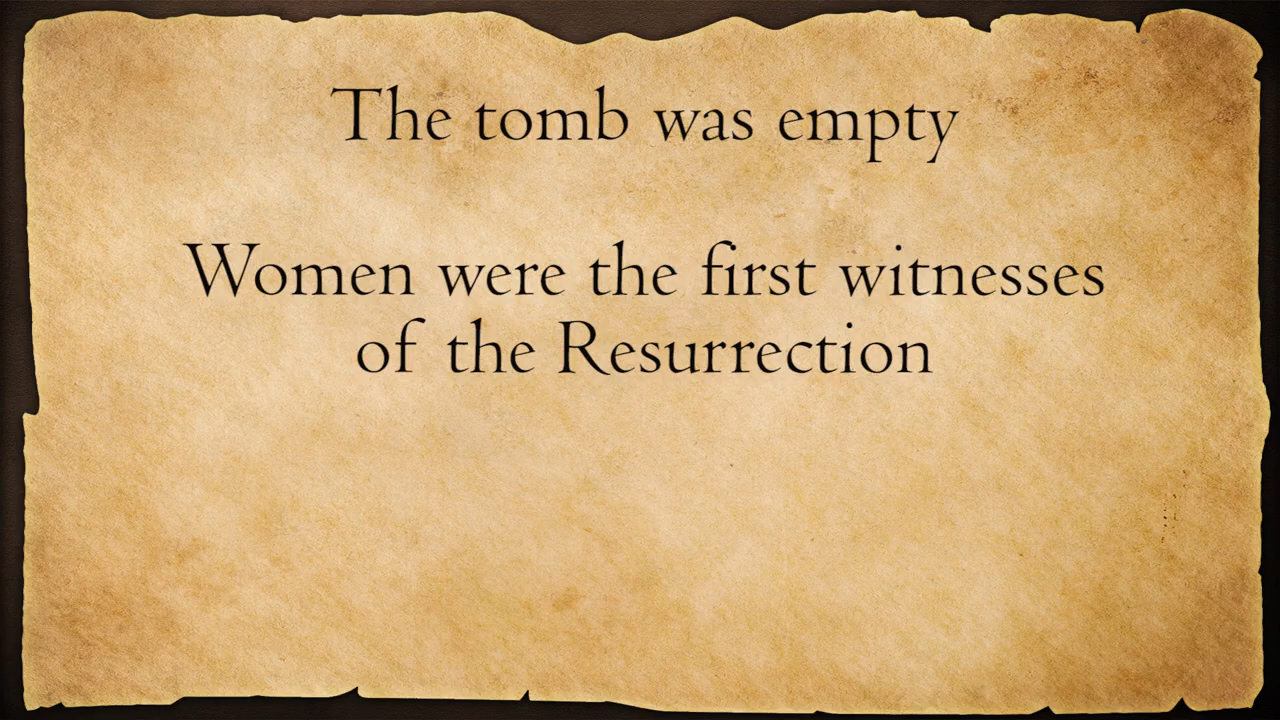 The tomb was empty
Women were the first witnesses
of the Resurrection